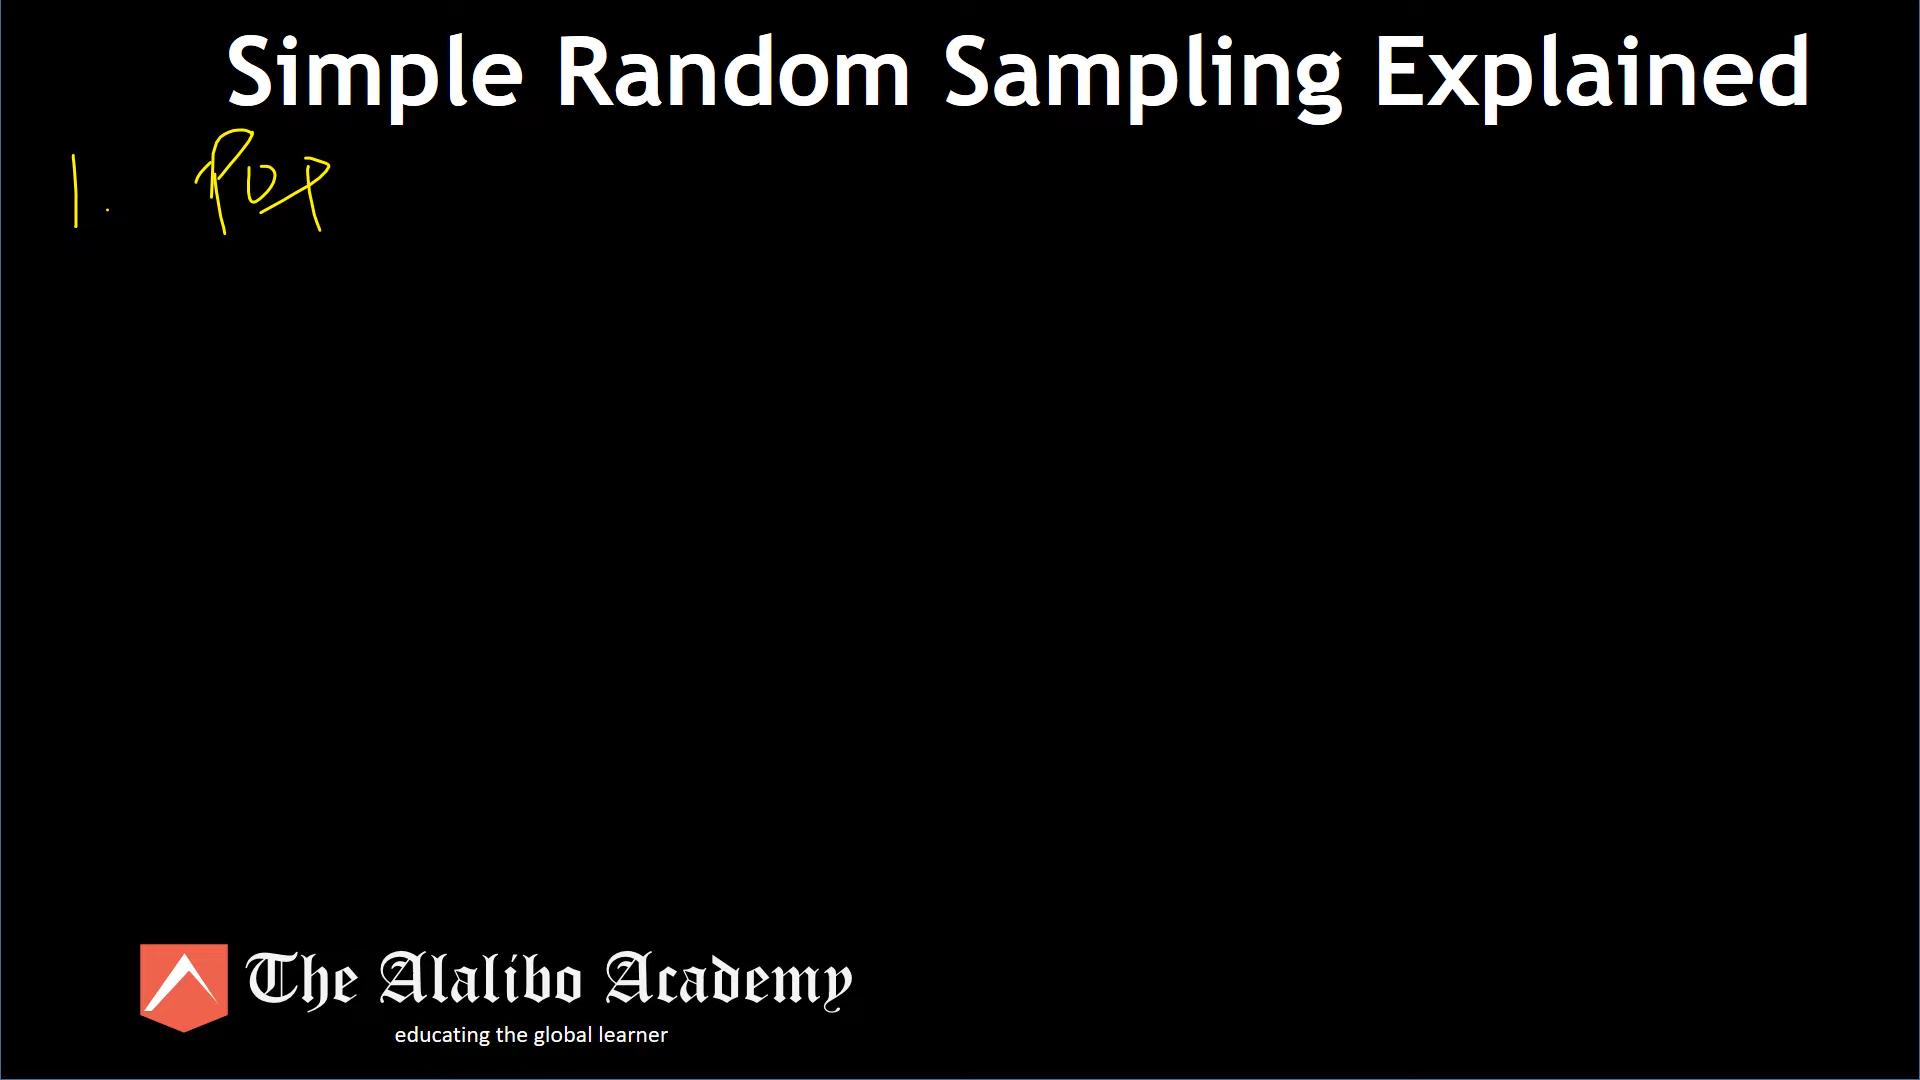 Simple Random Sampling Explained
1. Pop
The Alalibo Academy
educating the global learner